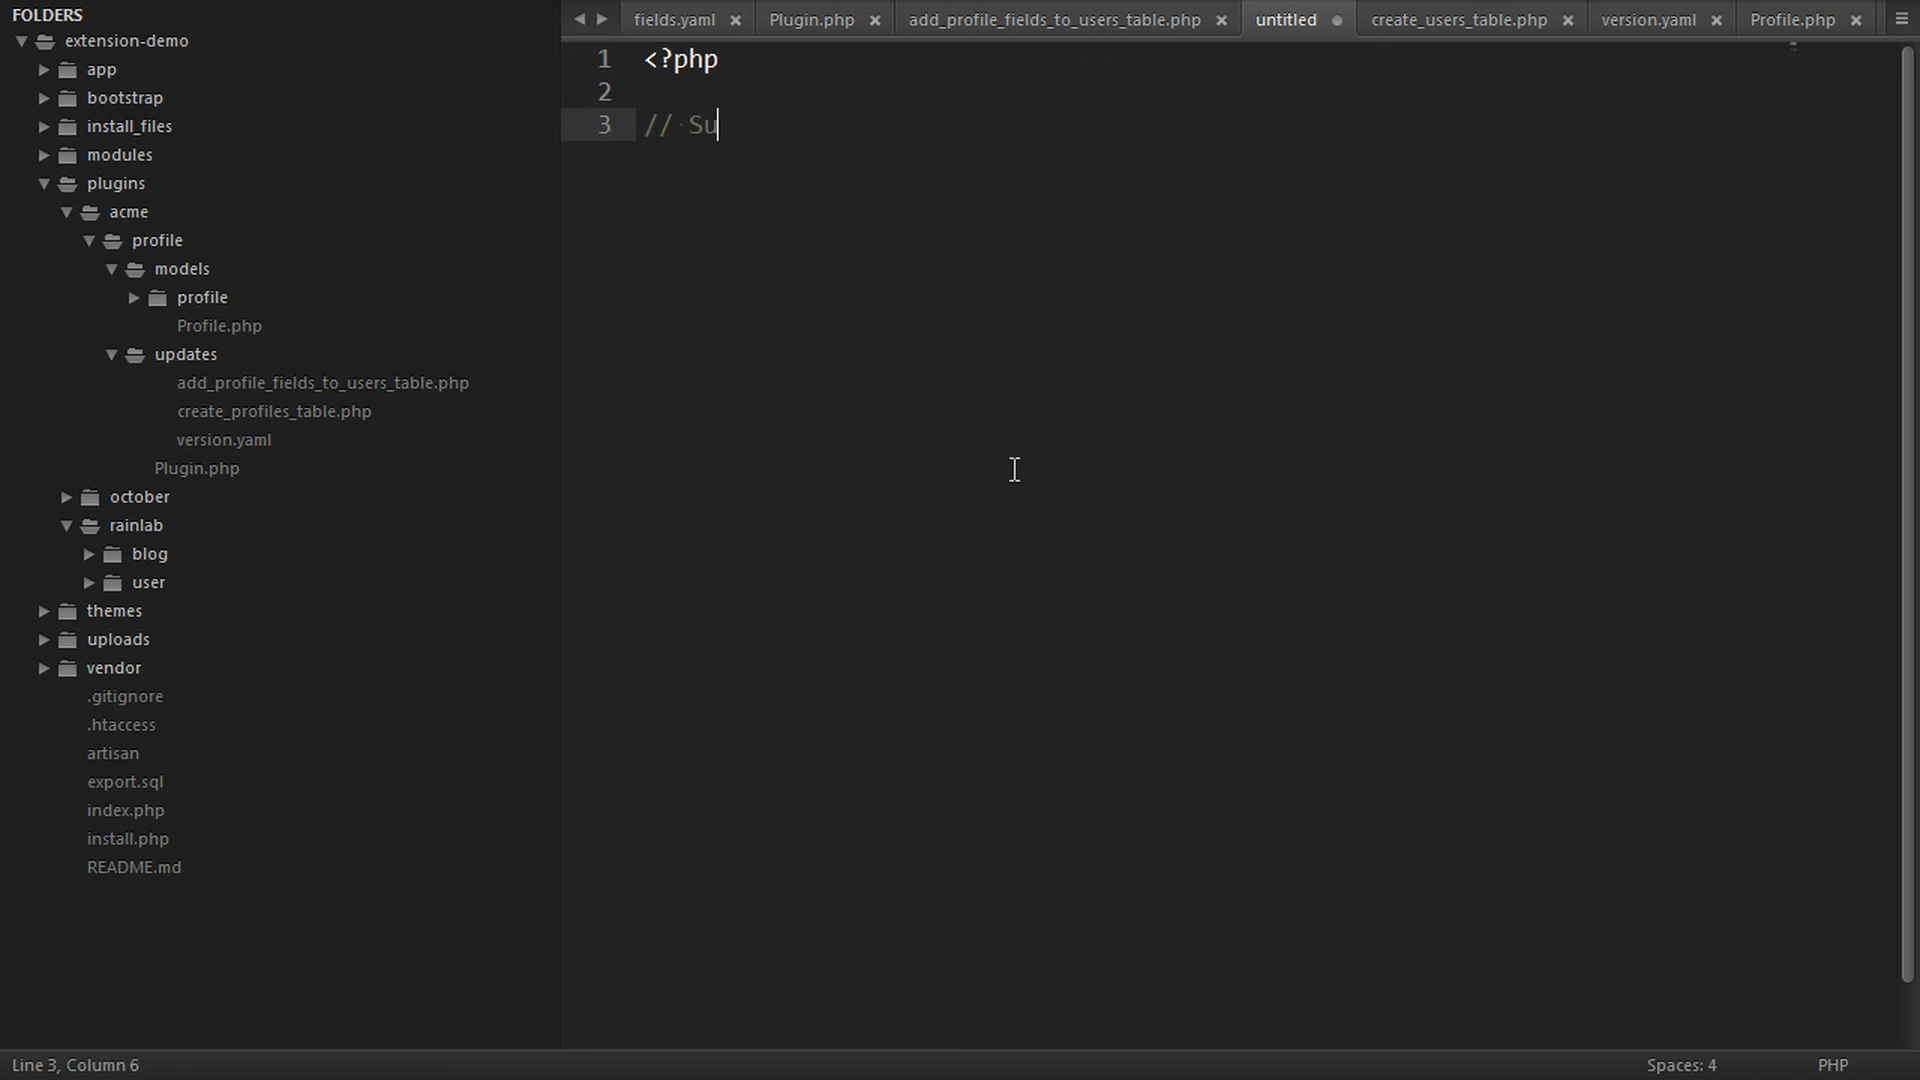 FOLDERS
extension-demo
app
bootstrap
install_files
modules
plugins
acme
profile
models
profile
Profile.php
updates
add_profile_fields_to_users_table.php
create_profiles_table.php
version.yaml
Plugin.php
october
rainlab
blog
user
themes
uploads
vendor
.gitignore
.htaccess
artisan
export.sql
index.php
install.php
README.md
fields.yaml Plugin.php add_profile_fields_to_users_table.php untitled create_users_table.php version.yaml Profile.php
1 <?php
2
3 // Su
Line 3, Column 6 Spaces: 4 PHP